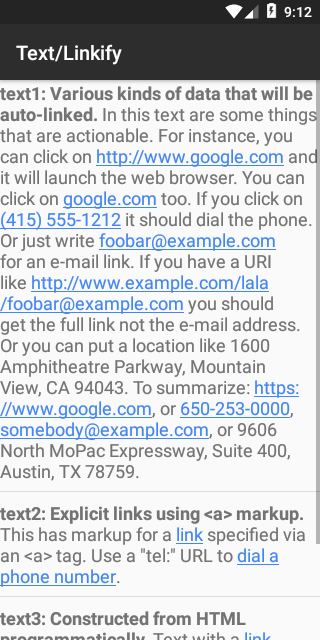 9:12
Text/Linkify
text1: Various kinds of data that will be
auto-linked. In this text are some things
that are actionable. For instance, you
can click on http://www.google.com and
it will launch the web browser. You can
click on google.com too. If you click on
(415) 555-1212 it should dial the phone.
Or just write foobar@example.com
for an e-mail link. If you have a URI
like http://www.example.com/lala
/foobar@example.com you should
get the full link not the e-mail address.
Or you can put a location like 1600
Amphitheatre Parkway, Mountain
View, CA 94043. To summarize: https:
//www.google.com, or 650-253-0000,
somebody@example.com, or 9606
North MoPac Expressway, Suite 400,
Austin, TX 78759.
text2: Explicit links using <a> markup.
This has markup for a link specified via
an <a> tag. Use a "tel:" URL to dial a
phone number.
text3: Constructed from HTML
programmatically. Text with a link